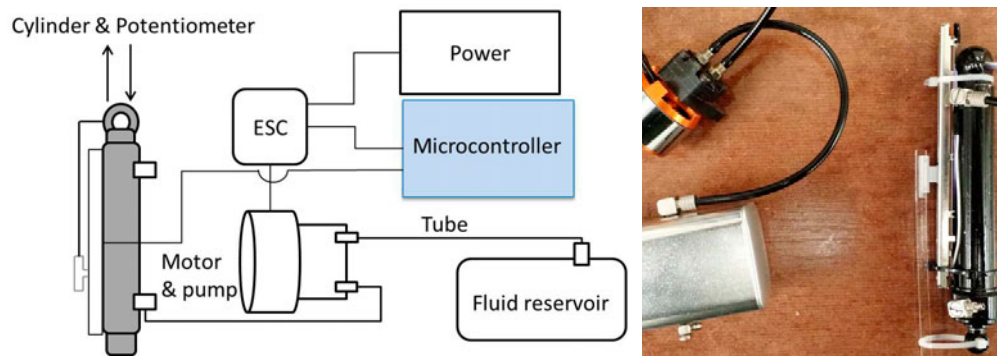 Cylinder & Potentiometer
Power
ESC
Microcontroller
Tube
Motor
& pump
Fluid reservoir